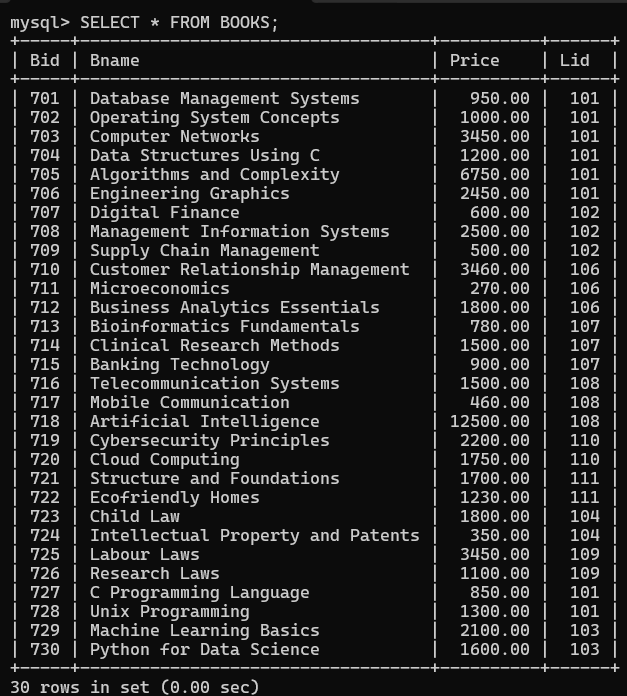 mysql> SELECT * FROM BOOKS;
+-----+-----------------------------------+----------+------+
| Bid | Bname                             | Price    | Lid  |
+-----+-----------------------------------+----------+------+
| 701 | Database Management Systems       |   950.00 |  101 |
| 702 | Operating System Concepts         |  1000.00 |  101 |
| 703 | Computer Networks                 |  3450.00 |  101 |
| 704 | Data Structures Using C           |  1200.00 |  101 |
| 705 | Algorithms and Complexity         |  6750.00 |  101 |
| 706 | Engineering Graphics              |  2450.00 |  101 |
| 707 | Digital Finance                   |   600.00 |  102 |
| 708 | Management Information Systems    |  2500.00 |  102 |
| 709 | Supply Chain Management           |   500.00 |  102 |
| 710 | Customer Relationship Management  |  3460.00 |  106 |
| 711 | Microeconomics                    |   270.00 |  106 |
| 712 | Business Analytics Essentials     |  1800.00 |  106 |
| 713 | Bioinformatics Fundamentals       |   780.00 |  107 |
| 714 | Clinical Research Methods         |  1500.00 |  107 |
| 715 | Banking Technology                |   900.00 |  107 |
| 716 | Telecommunication Systems         |  1500.00 |  108 |
| 717 | Mobile Communication              |   460.00 |  108 |
| 718 | Artificial Intelligence           | 12500.00 |  108 |
| 719 | Cybersecurity Principles          |  2200.00 |  110 |
| 720 | Cloud Computing                   |  1750.00 |  110 |
| 721 | Structure and Foundations         |  1700.00 |  111 |
| 722 | Ecofriendly Homes                 |  1230.00 |  111 |
| 723 | Child Law                         |  1800.00 |  104 |
| 724 | Intellectual Property and Patents |   350.00 |  104 |
| 725 | Labour Laws                       |  3450.00 |  109 |
| 726 | Research Laws                     |  1100.00 |  109 |
| 727 | C Programming Language            |   850.00 |  101 |
| 728 | Unix Programming                  |  1300.00 |  101 |
| 729 | Machine Learning Basics           |  2100.00 |  103 |
| 730 | Python for Data Science           |  1600.00 |  103 |
+-----+-----------------------------------+----------+------+
30 rows in set (0.00 sec)